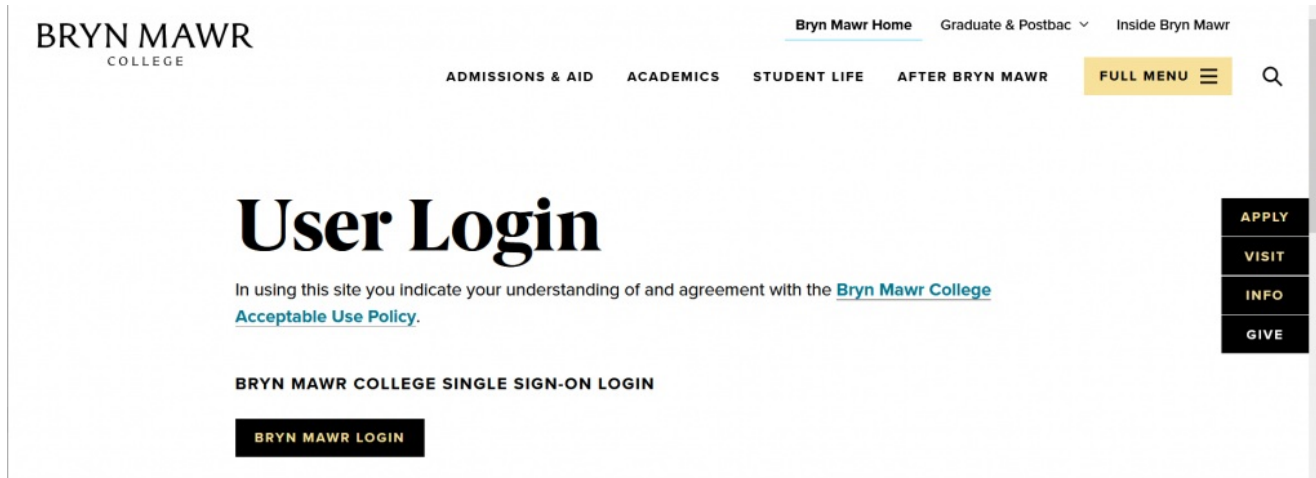 BRYN MAWR
COLLEGE
Bryn Mawr Home Graduate & Postbac Inside Bryn Mawr
ADMISSIONS & AID ACADEMICS STUDENT LIFE AFTER BRYN MAWR FULL MENU
User Login
In using this site you indicate your understanding of and agreement with the Bryn Mawr College
Acceptable Use Policy.
BRYN MAWR COLLEGE SINGLE SIGN-ON LOGIN
BRYN MAWR LOGIN
APPLY
VISIT
INFO
GIVE